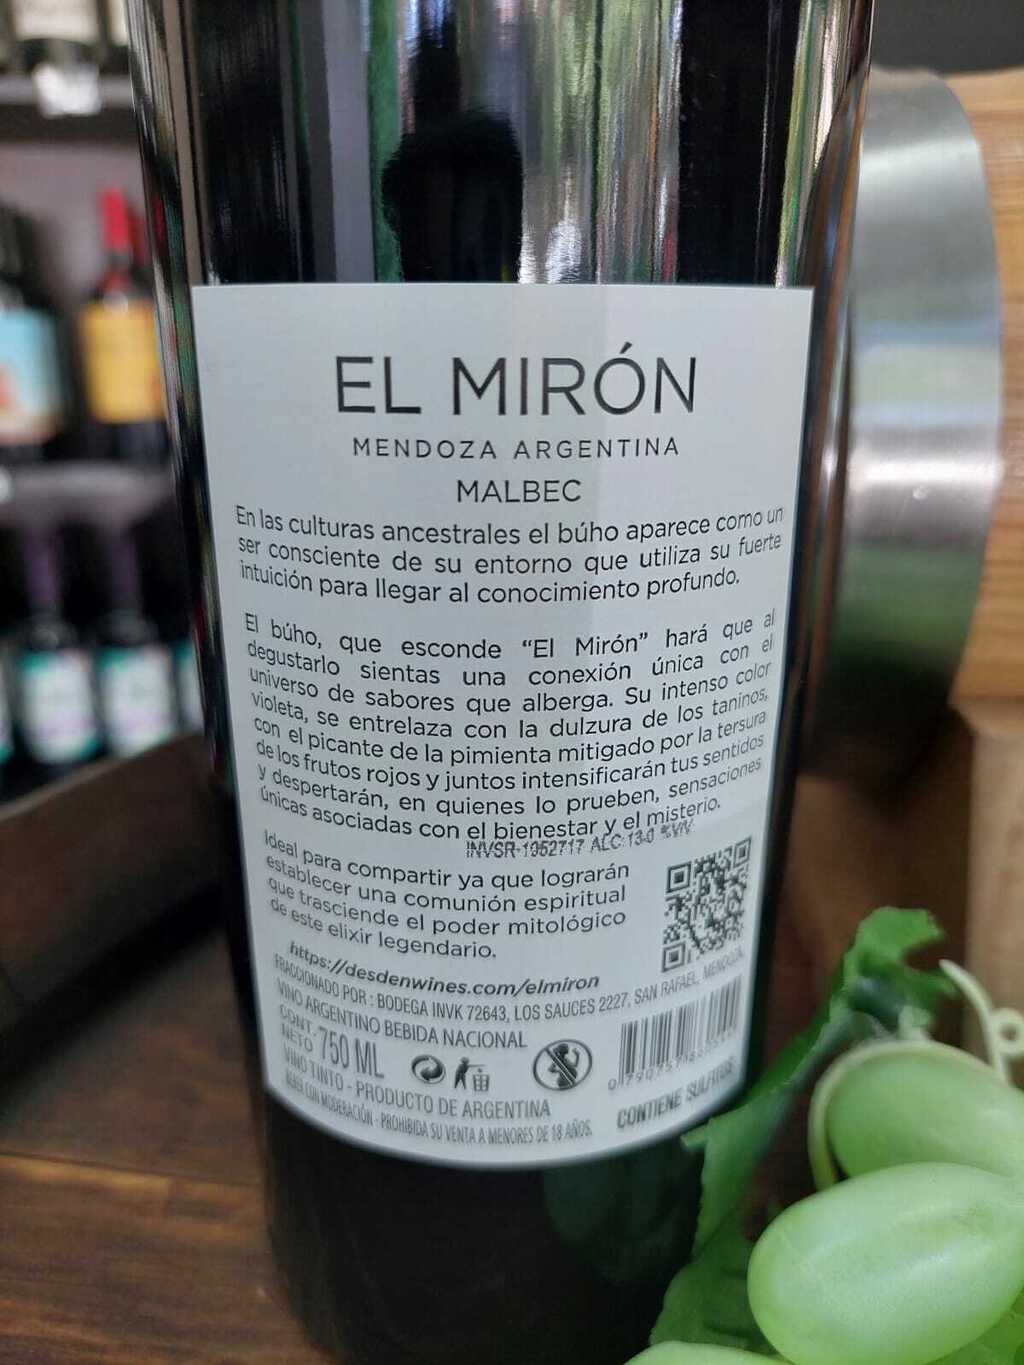 EL MIRÓN
MENDOZA ARGENTINA
MALBEC
En las culturas ancestrales el búho aparece como un
ser consciente de su entorno que utiliza su fuerte
intuición para llegar al conocimiento profundo.
El búho, que esconde “El Mirón” hará que al
degustarlo sientas una conexión única con el
universo de sabores que alberga. Su intenso color
violeta, se entrelaza con la dulzura de los taninos,
con el picante de la pimienta mitigado por la tersura
de los frutos rojos y juntos intensificarán tus sentidos
y despertarán, en quienes lo prueben, sensaciones
únicas asociadas con el bienestar y el misterio.
INVSR-1052717 ALC:13.0 %V/V
Ideal para compartir ya que lograrán
establecer una comunión espiritual
que trasciende el poder mitológico
de este elixir legendario.
https://desdenwines.com/elmiron
FRACCIONADO POR : BODEGA INVK 72643, LOS SAUCES 2227, SAN RAFAEL, MENDOZA.
VINO ARGENTINO BEBIDA NACIONAL
CONT.
NETO 750 ML
VINO TINTO - PRODUCTO DE ARGENTINA
BEBER CON MODERACIÓN - PROHIBIDA SU VENTA A MENORES DE 18 AÑOS.
CONTIENE SULFITOS